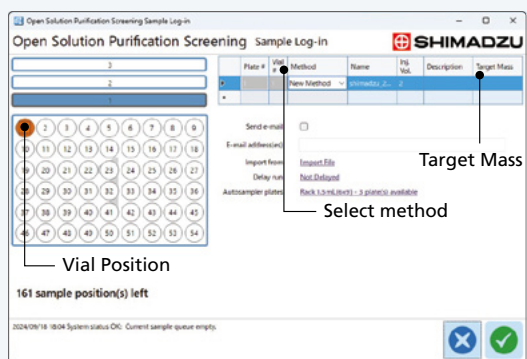 Open Solution Purification Screening Sample Log-in
Open Solution Purification Screening Sample Log-in
SHIMADZU
3
2
1
Plate # Vial # Method Name Inj. Vol. Description Target Mass
New Method shimadzu_2... 2
2 3 4 5 6 7 8 9
10 11 12 13 14 15 16 17 18
19 20 21 22 23 24 25 26 27
28 29 30 31 32 33 34 35 36
37 38 39 40 41 42 43 44 45
46 47 48 49 50 51 52 53 54
Send e-mail
E-mail address(es)
Import from Import File
Delay run Not Delayed
Autosampler plates Rack 1.5mL(6x9) - 3 plate(s) available
Target Mass
Select method
Vial Position
161 sample position(s) left
2024/09/18 18:04 System status OK: Current sample queue empty.